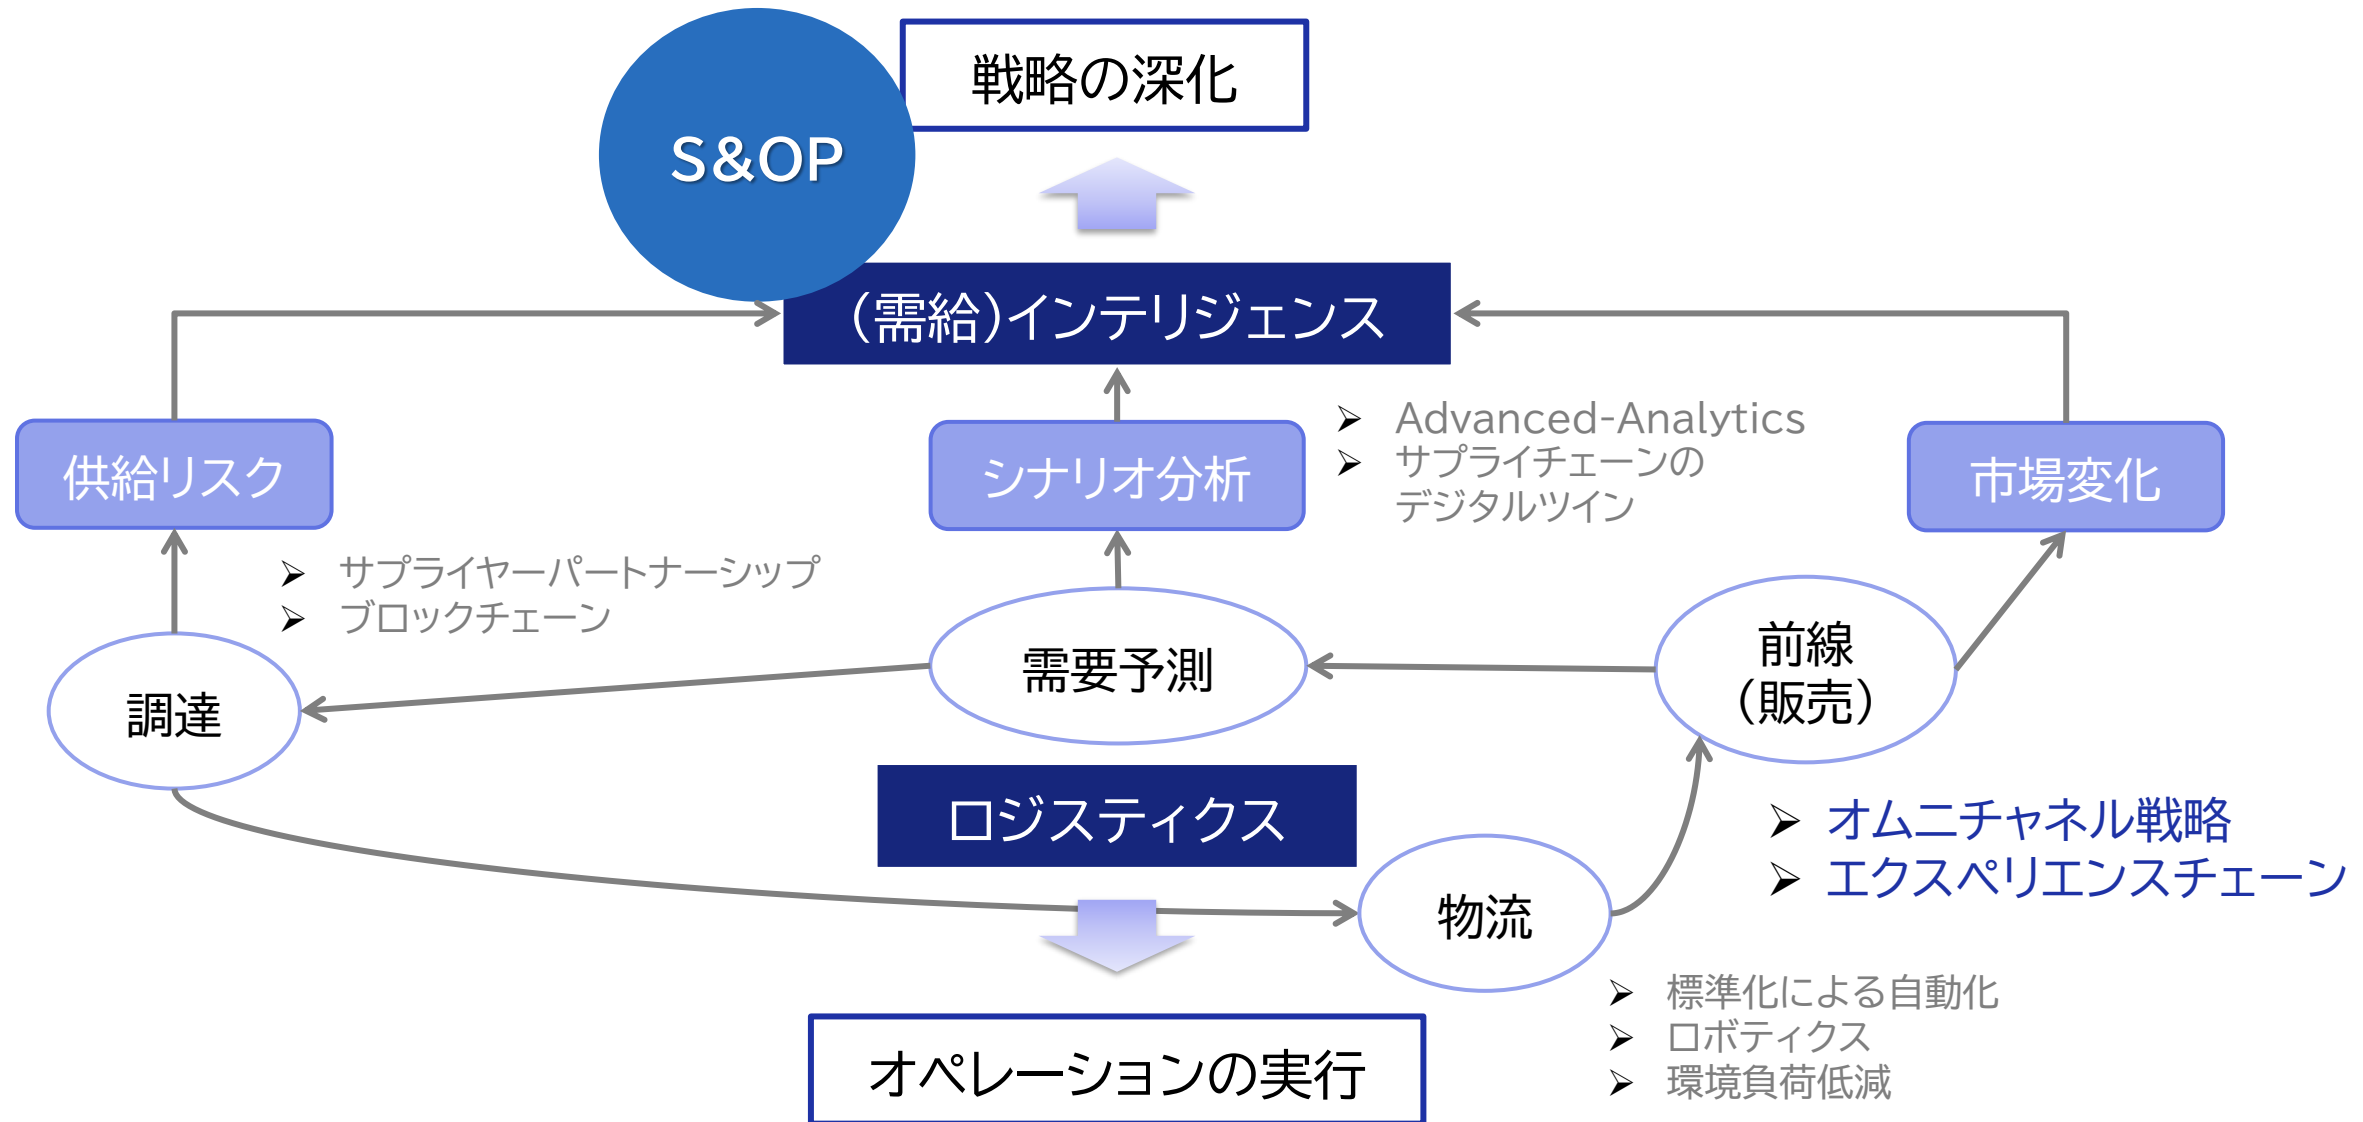 戦略の深化
S&OP
（需給）インテリジェンス
供給リスク
シナリオ分析
➢ Advanced-Analytics
➢ サプライチェーンの
デジタルツイン
市場変化
➢ サプライヤーパートナーシップ
➢ ブロックチェーン
調達
需要予測
前線
（販売）
ロジスティクス
➢ オムニチャネル戦略
➢ エクスペリエンスチェーン
物流
➢ 標準化による自動化
➢ ロボティクス
➢ 環境負荷低減
オペレーションの実行